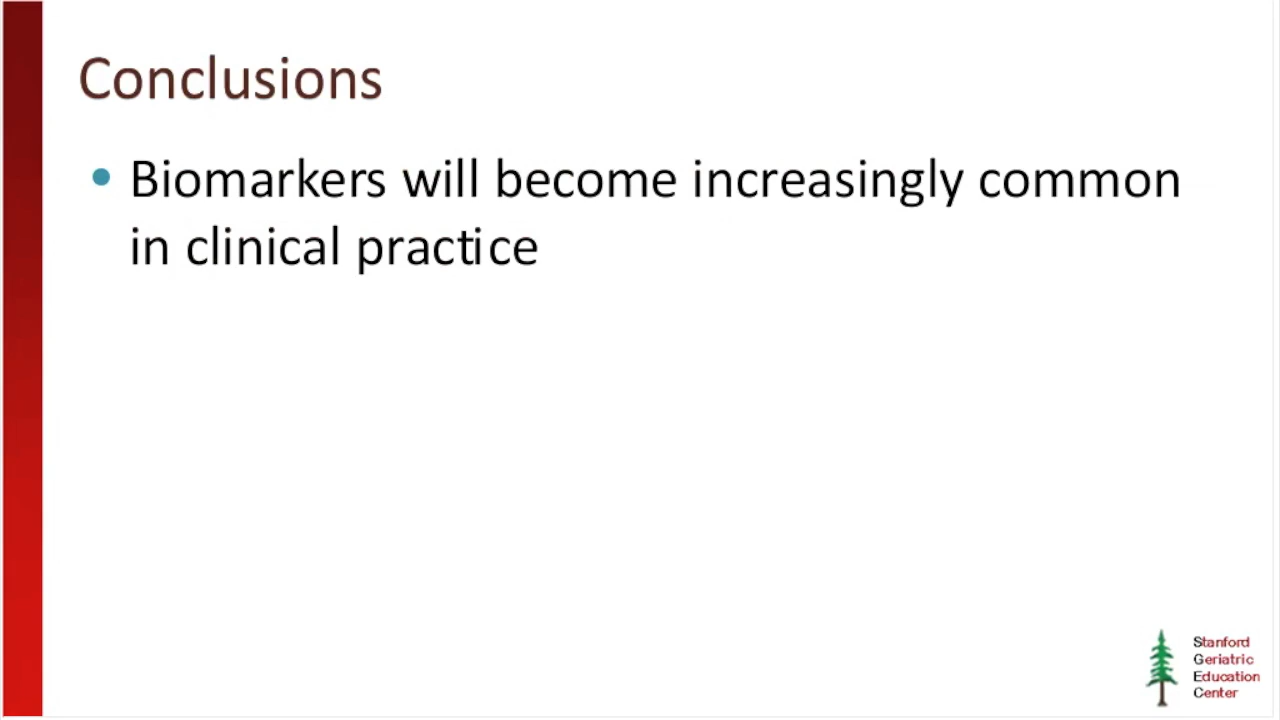 Conclusions
• Biomarkers will become increasingly common
in clinical practice
Stanford
Geriatric
Education
Center